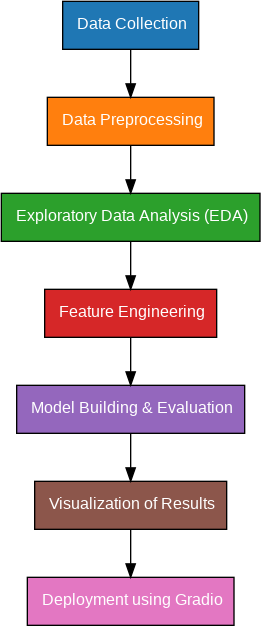 Data Collection
Data Preprocessing
Exploratory Data Analysis (EDA)
Feature Engineering
Model Building & Evaluation
Visualization of Results
Deployment using Gradio